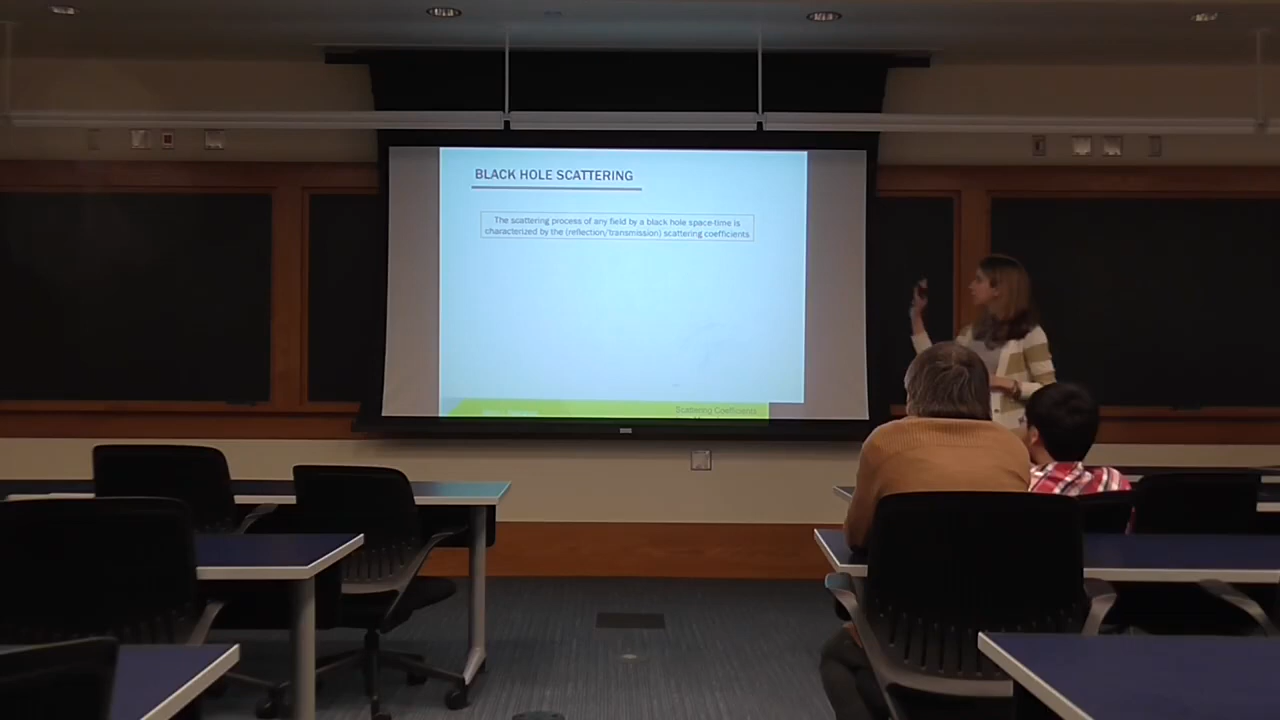 BLACK HOLE SCATTERING
The scattering process of any field by a black hole space-time is
characterized by the (reflection/transmission) scattering coefficients
Scattering Coefficients